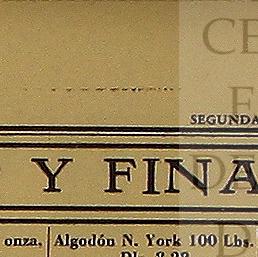 SEGUNDA
Y FINA
onza, Algodón N. York 100 Lbs.